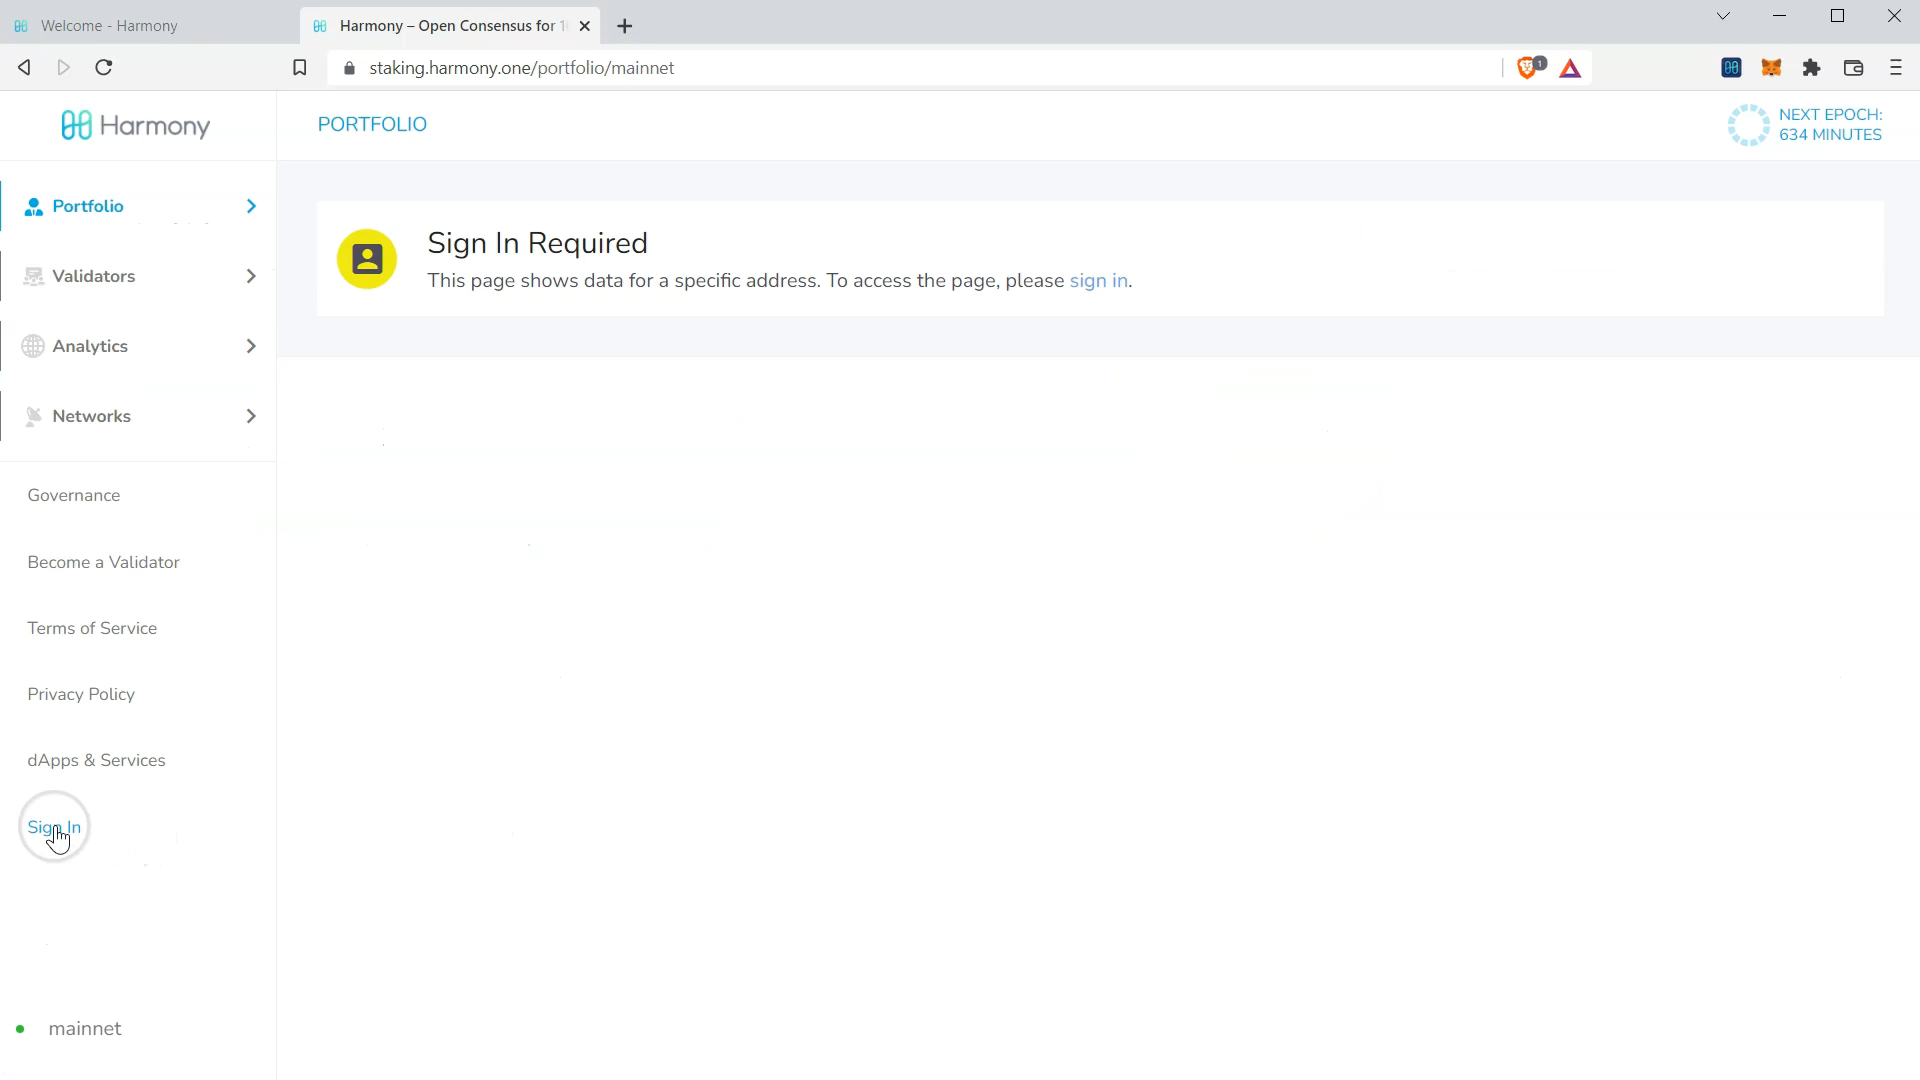 Welcome - Harmony
Harmony – Open Consensus for 1
staking.harmony.one/portfolio/mainnet
1
Harmony
PORTFOLIO
NEXT EPOCH:
634 MINUTES
Portfolio
Validators
Analytics
Networks
Sign In Required
This page shows data for a specific address. To access the page, please sign in.
Governance
Become a Validator
Terms of Service
Privacy Policy
dApps & Services
Sign In
mainnet